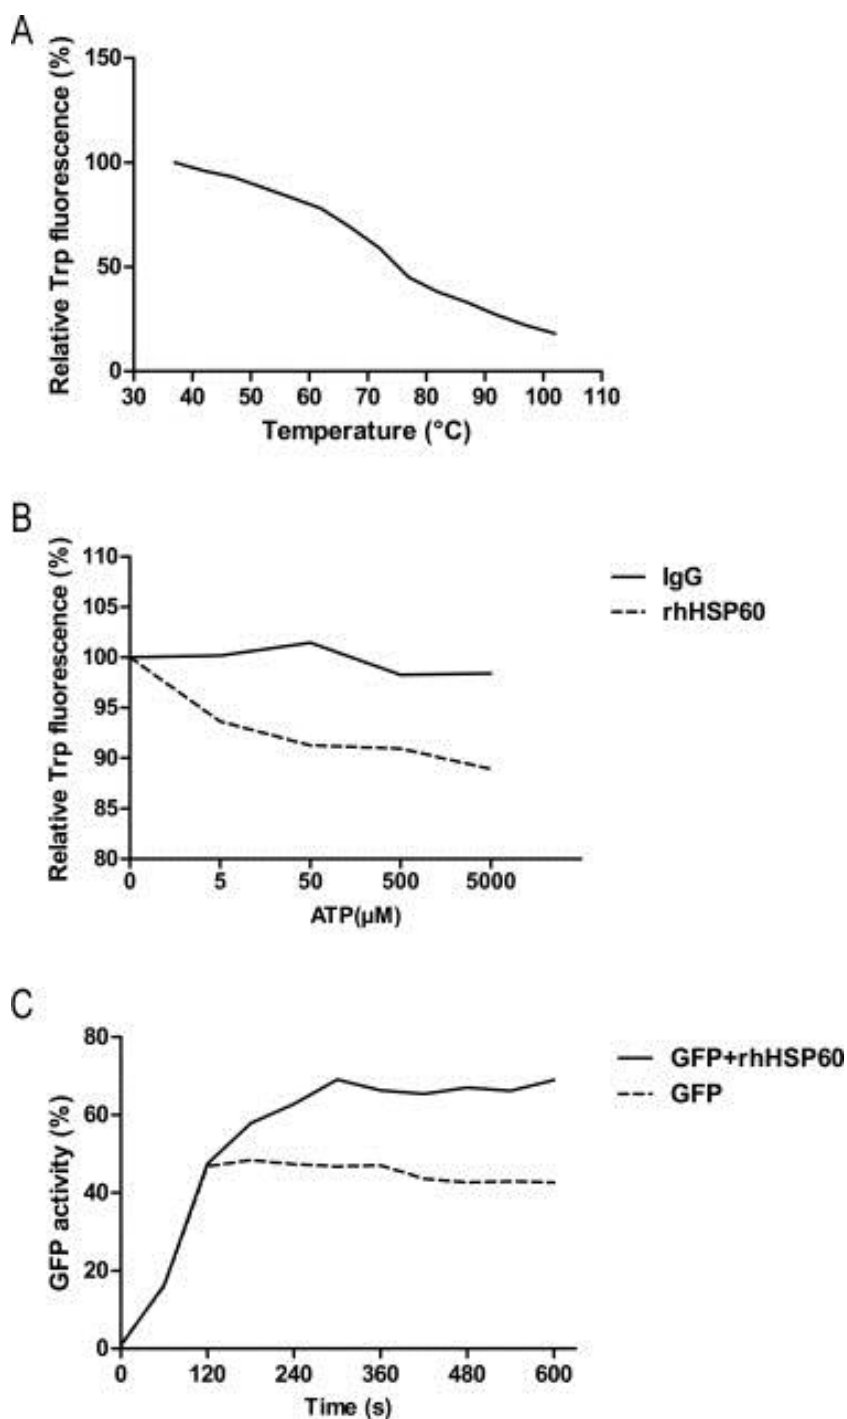 A
Relative Trp fluorescence (%)
150
100
50
0
30 40 50 60 70 80 90 100 110
Temperature (°C)
B
Relative Trp fluorescence (%)
110
105
100
95
90
85
80
0 5 50 500 5000
ATP(µM)
IgG
rhHSP60
C
GFP activity (%)
80
60
40
20
0
0 120 240 360 480 600
Time (s)
GFP+rhHSP60
GFP